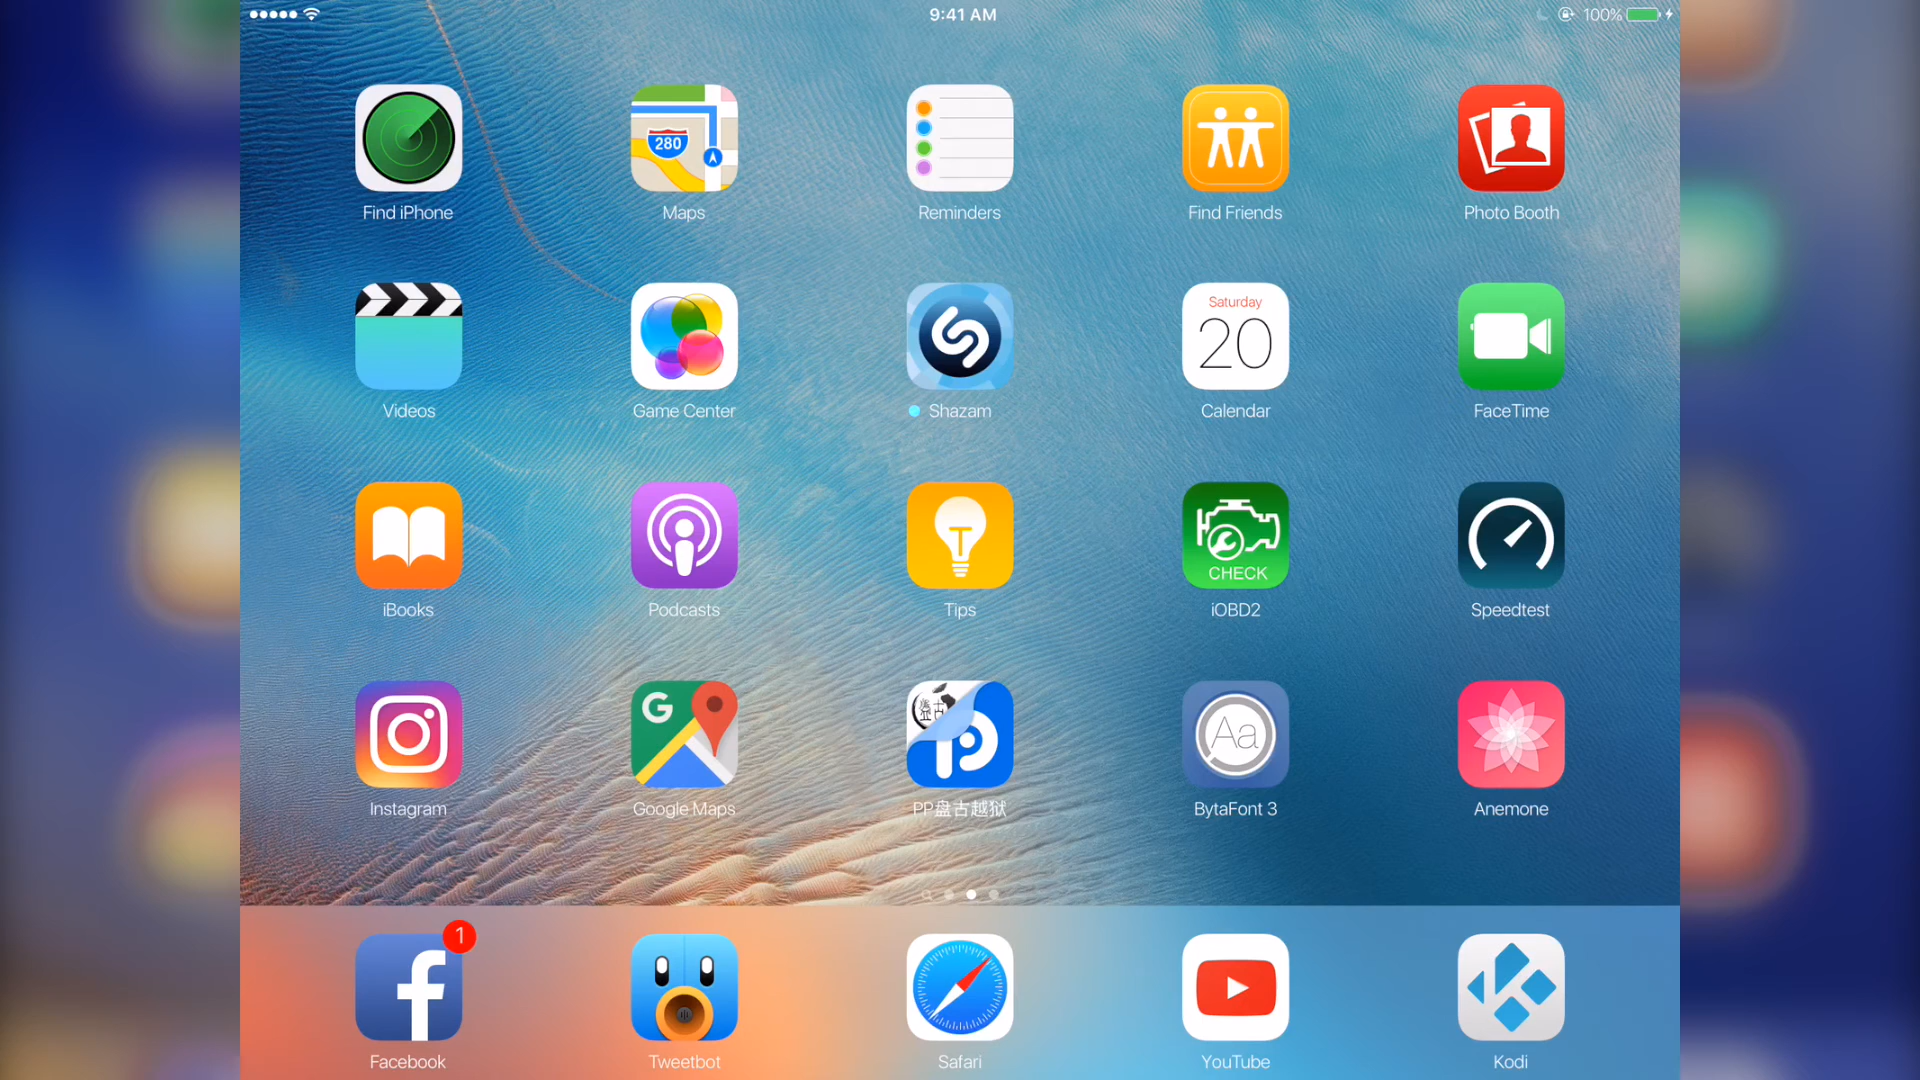 9:41 AM
100%
280
Find iPhone
Maps
Reminders
Find Friends
Photo Booth
Saturday
20
Videos
Game Center
Shazam
Calendar
FaceTime
CHECK
iBooks
Podcasts
Tips
iOBD2
Speedtest
G
盘古
Aa
Instagram
Google Maps
PP盘古越狱
BytaFont 3
Anemone
1
Facebook
Tweetbot
Safari
YouTube
Kodi